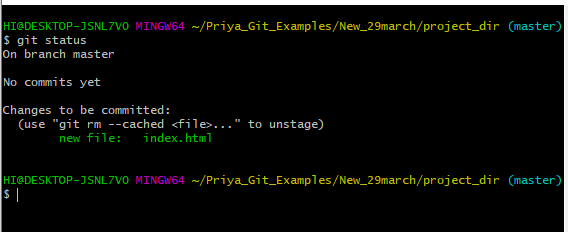 HI@DESKTOP-JSNL7VO MINGW64 ~/Priya_Git_Examples/New_29march/project_dir (master)
$ git status
On branch master
No commits yet
Changes to be committed:
(use "git rm --cached <file>..." to unstage)
new file: index.html
HI@DESKTOP-JSNL7VO MINGW64 ~/Priya_Git_Examples/New_29march/project_dir (master)
$